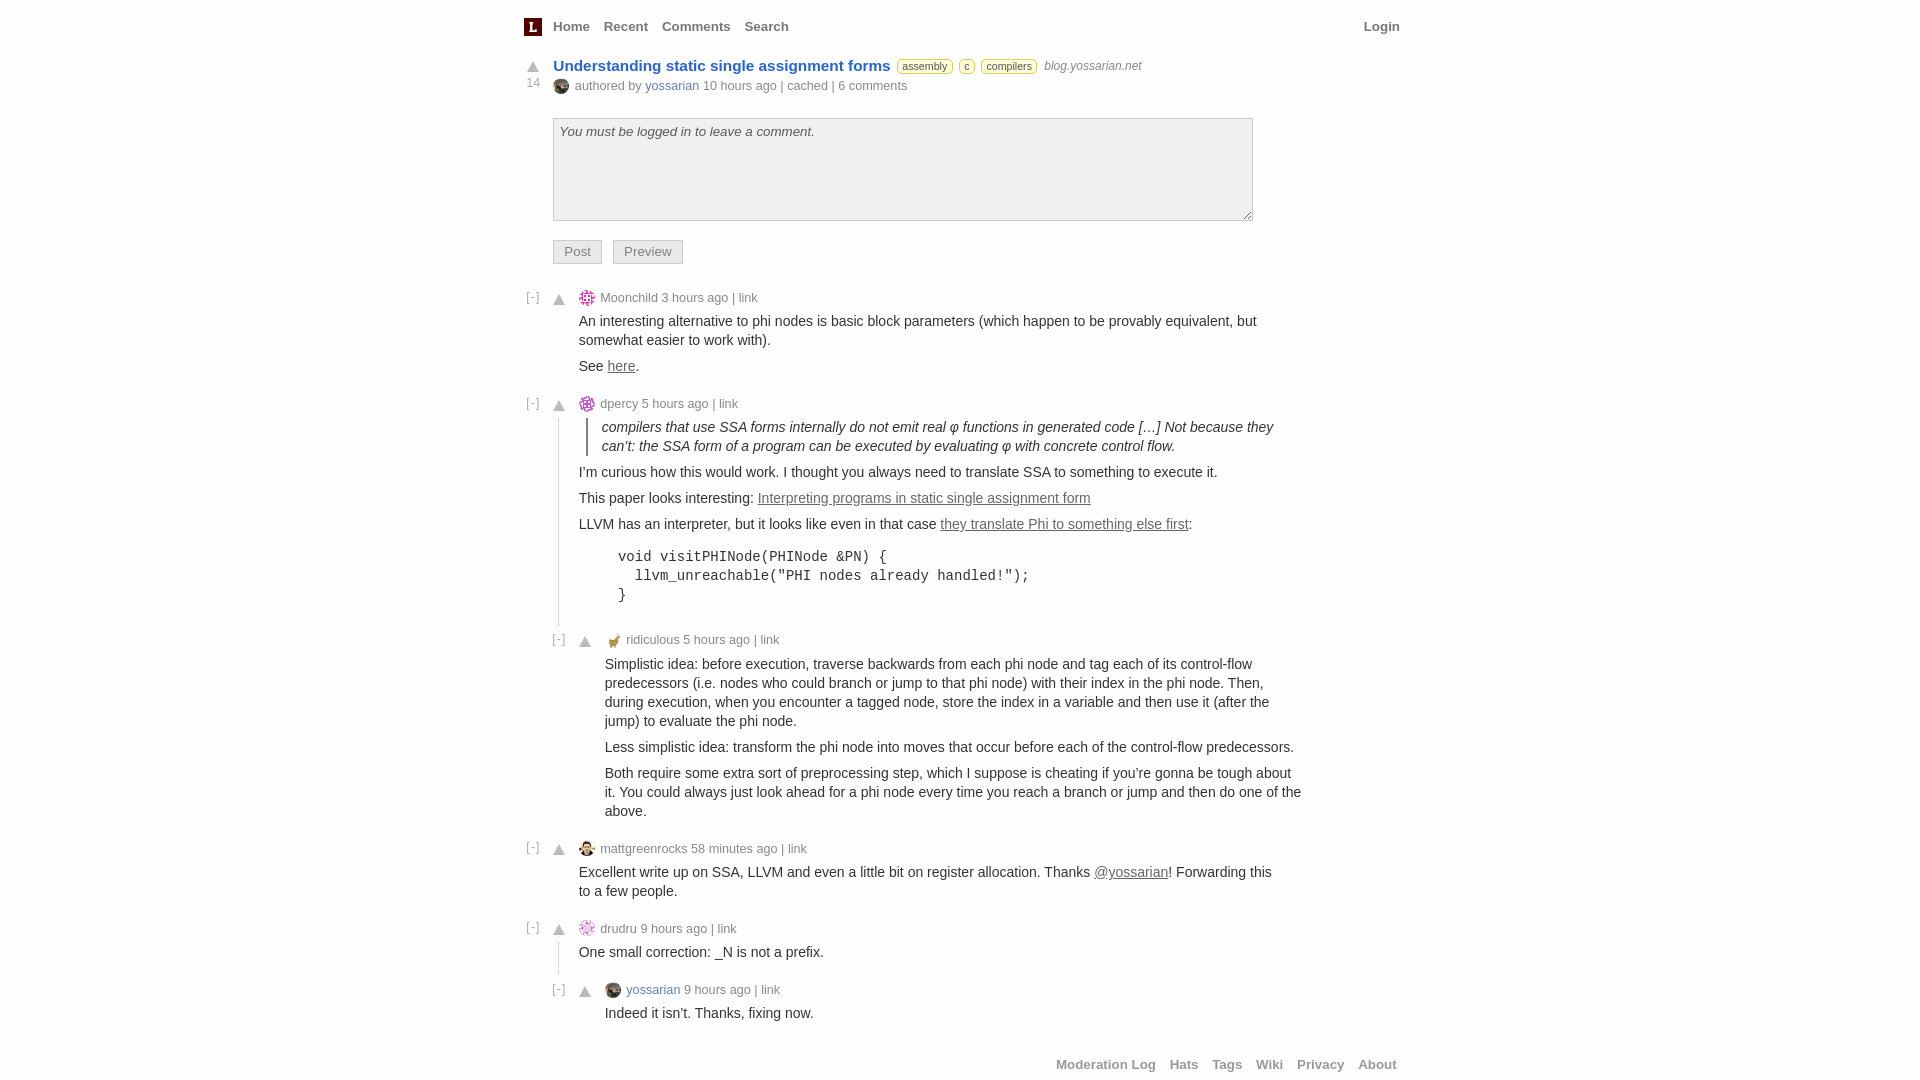 L Home Recent Comments Search Login
Understanding static single assignment forms assembly c compilers blog.yossarian.net
14 authored by yossarian 10 hours ago | cached | 6 comments
You must be logged in to leave a comment.
Post Preview
[-] Moonchild 3 hours ago | link
An interesting alternative to phi nodes is basic block parameters (which happen to be provably equivalent, but
somewhat easier to work with).
See here.
[-] dpercy 5 hours ago | link
compilers that use SSA forms internally do not emit real φ functions in generated code […] Not because they
can’t: the SSA form of a program can be executed by evaluating φ with concrete control flow.
I’m curious how this would work. I thought you always need to translate SSA to something to execute it.
This paper looks interesting: Interpreting programs in static single assignment form
LLVM has an interpreter, but it looks like even in that case they translate Phi to something else first:
void visitPHINode(PHINode &PN) {
  llvm_unreachable("PHI nodes already handled!");
}
[-] ridiculous 5 hours ago | link
Simplistic idea: before execution, traverse backwards from each phi node and tag each of its control-flow
predecessors (i.e. nodes who could branch or jump to that phi node) with their index in the phi node. Then,
during execution, when you encounter a tagged node, store the index in a variable and then use it (after the
jump) to evaluate the phi node.
Less simplistic idea: transform the phi node into moves that occur before each of the control-flow predecessors.
Both require some extra sort of preprocessing step, which I suppose is cheating if you’re gonna be tough about
it. You could always just look ahead for a phi node every time you reach a branch or jump and then do one of the
above.
[-] mattgreenrocks 58 minutes ago | link
Excellent write up on SSA, LLVM and even a little bit on register allocation. Thanks @yossarian! Forwarding this
to a few people.
[-] drudru 9 hours ago | link
One small correction: _N is not a prefix.
[-] yossarian 9 hours ago | link
Indeed it isn’t. Thanks, fixing now.
Moderation Log Hats Tags Wiki Privacy About